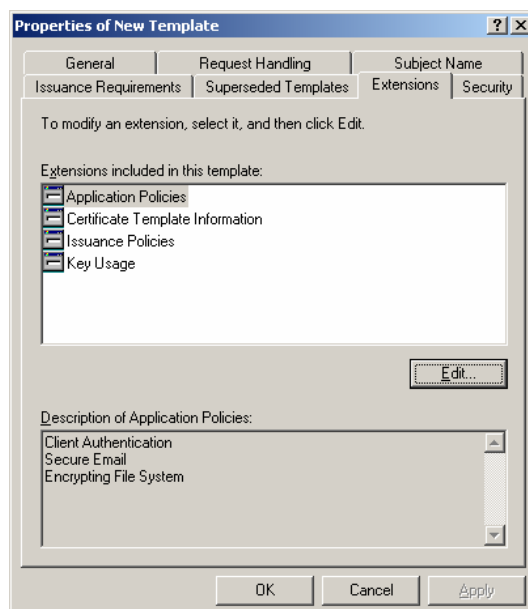 Properties of New Template
General Request Handling Subject Name
Issuance Requirements Superseded Templates Extensions Security
To modify an extension, select it, and then click Edit.
Extensions included in this template:
Application Policies
Certificate Template Information
Issuance Policies
Key Usage
Edit...
Description of Application Policies:
Client Authentication
Secure Email
Encrypting File System
OK Cancel Apply